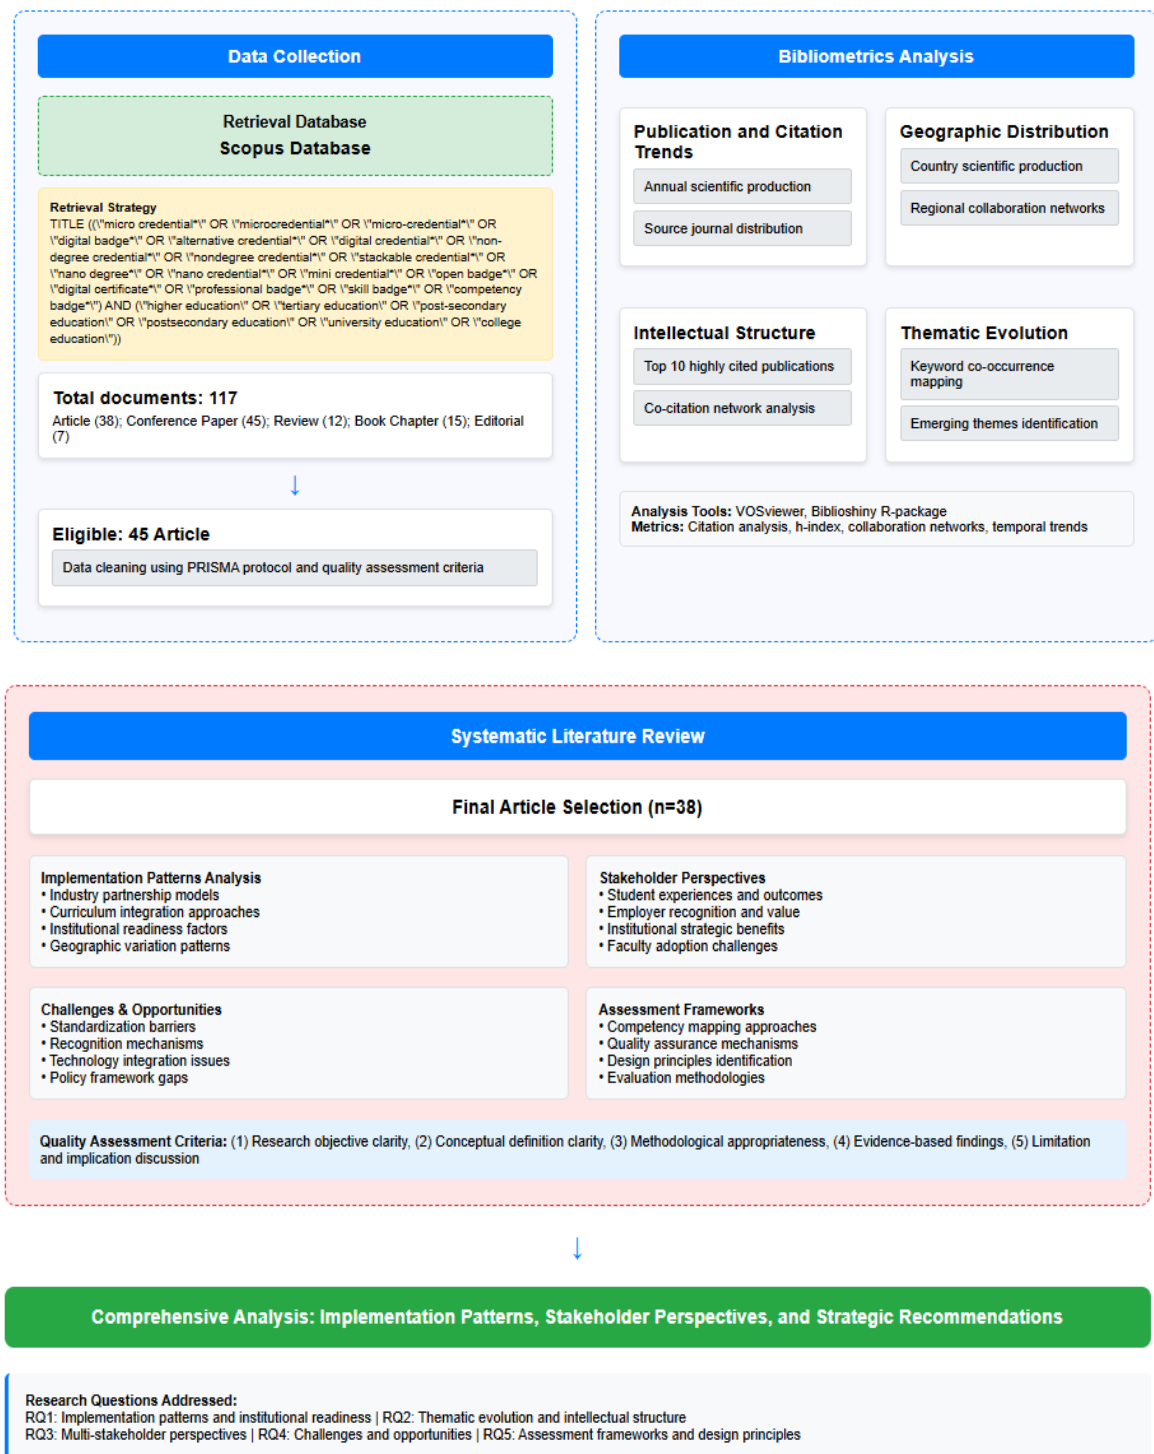 Data Collection
Retrieval Database
Scopus Database
Retrieval Strategy
TITLE ((\"micro credential*\" OR \"microcredential*\" OR \"micro-credential*\" OR
\"digital badge*\" OR \"alternative credential*\" OR \"digital credential*\" OR \"non-
degree credential*\" OR \"nondegree credential*\" OR \"stackable credential*\" OR
\"nano degree*\" OR \"nano credential*\" OR \"mini credential*\" OR \"open badge*\" OR
\"digital certificate*\" OR \"professional badge*\" OR \"skill badge*\" OR \"competency
badge*\") AND (\"higher education\" OR \"tertiary education\" OR \"post-secondary
education\" OR \"postsecondary education\" OR \"university education\" OR \"college
education\"))
Total documents: 117
Article (38); Conference Paper (45); Review (12); Book Chapter (15); Editorial
(7)
↓
Eligible: 45 Article
Data cleaning using PRISMA protocol and quality assessment criteria
Bibliometrics Analysis
Publication and Citation
Trends
Annual scientific production
Source journal distribution
Geographic Distribution
Country scientific production
Regional collaboration networks
Intellectual Structure
Top 10 highly cited publications
Co-citation network analysis
Thematic Evolution
Keyword co-occurrence
mapping
Emerging themes identification
Analysis Tools: VOSviewer, Biblioshiny R-package
Metrics: Citation analysis, h-index, collaboration networks, temporal trends
Systematic Literature Review
Final Article Selection (n=38)
Implementation Patterns Analysis
• Industry partnership models
• Curriculum integration approaches
• Institutional readiness factors
• Geographic variation patterns
Stakeholder Perspectives
• Student experiences and outcomes
• Employer recognition and value
• Institutional strategic benefits
• Faculty adoption challenges
Challenges & Opportunities
• Standardization barriers
• Recognition mechanisms
• Technology integration issues
• Policy framework gaps
Assessment Frameworks
• Competency mapping approaches
• Quality assurance mechanisms
• Design principles identification
• Evaluation methodologies
Quality Assessment Criteria: (1) Research objective clarity, (2) Conceptual definition clarity, (3) Methodological appropriateness, (4) Evidence-based findings, (5) Limitation
and implication discussion
↓
Comprehensive Analysis: Implementation Patterns, Stakeholder Perspectives, and Strategic Recommendations
Research Questions Addressed:
RQ1: Implementation patterns and institutional readiness | RQ2: Thematic evolution and intellectual structure
RQ3: Multi-stakeholder perspectives | RQ4: Challenges and opportunities | RQ5: Assessment frameworks and design principles